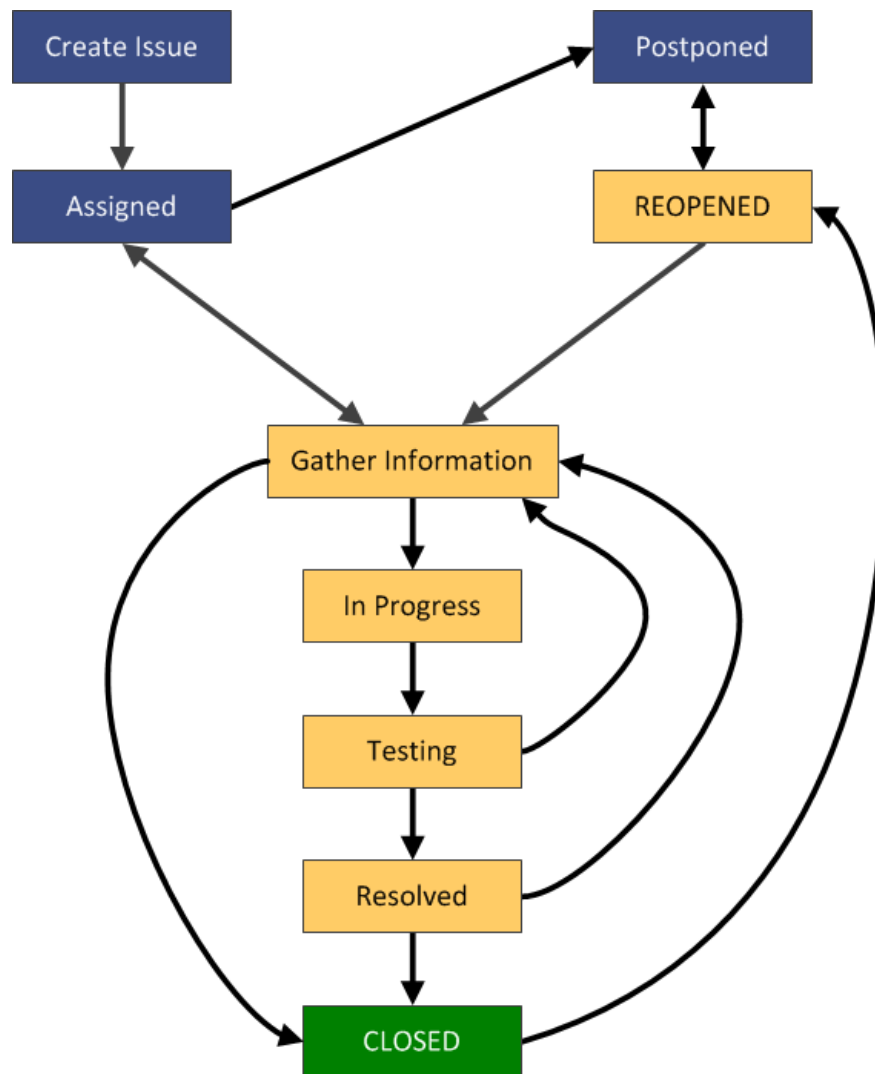 Create Issue
Postponed
Assigned
REOPENED
Gather Information
In Progress
Testing
Resolved
CLOSED